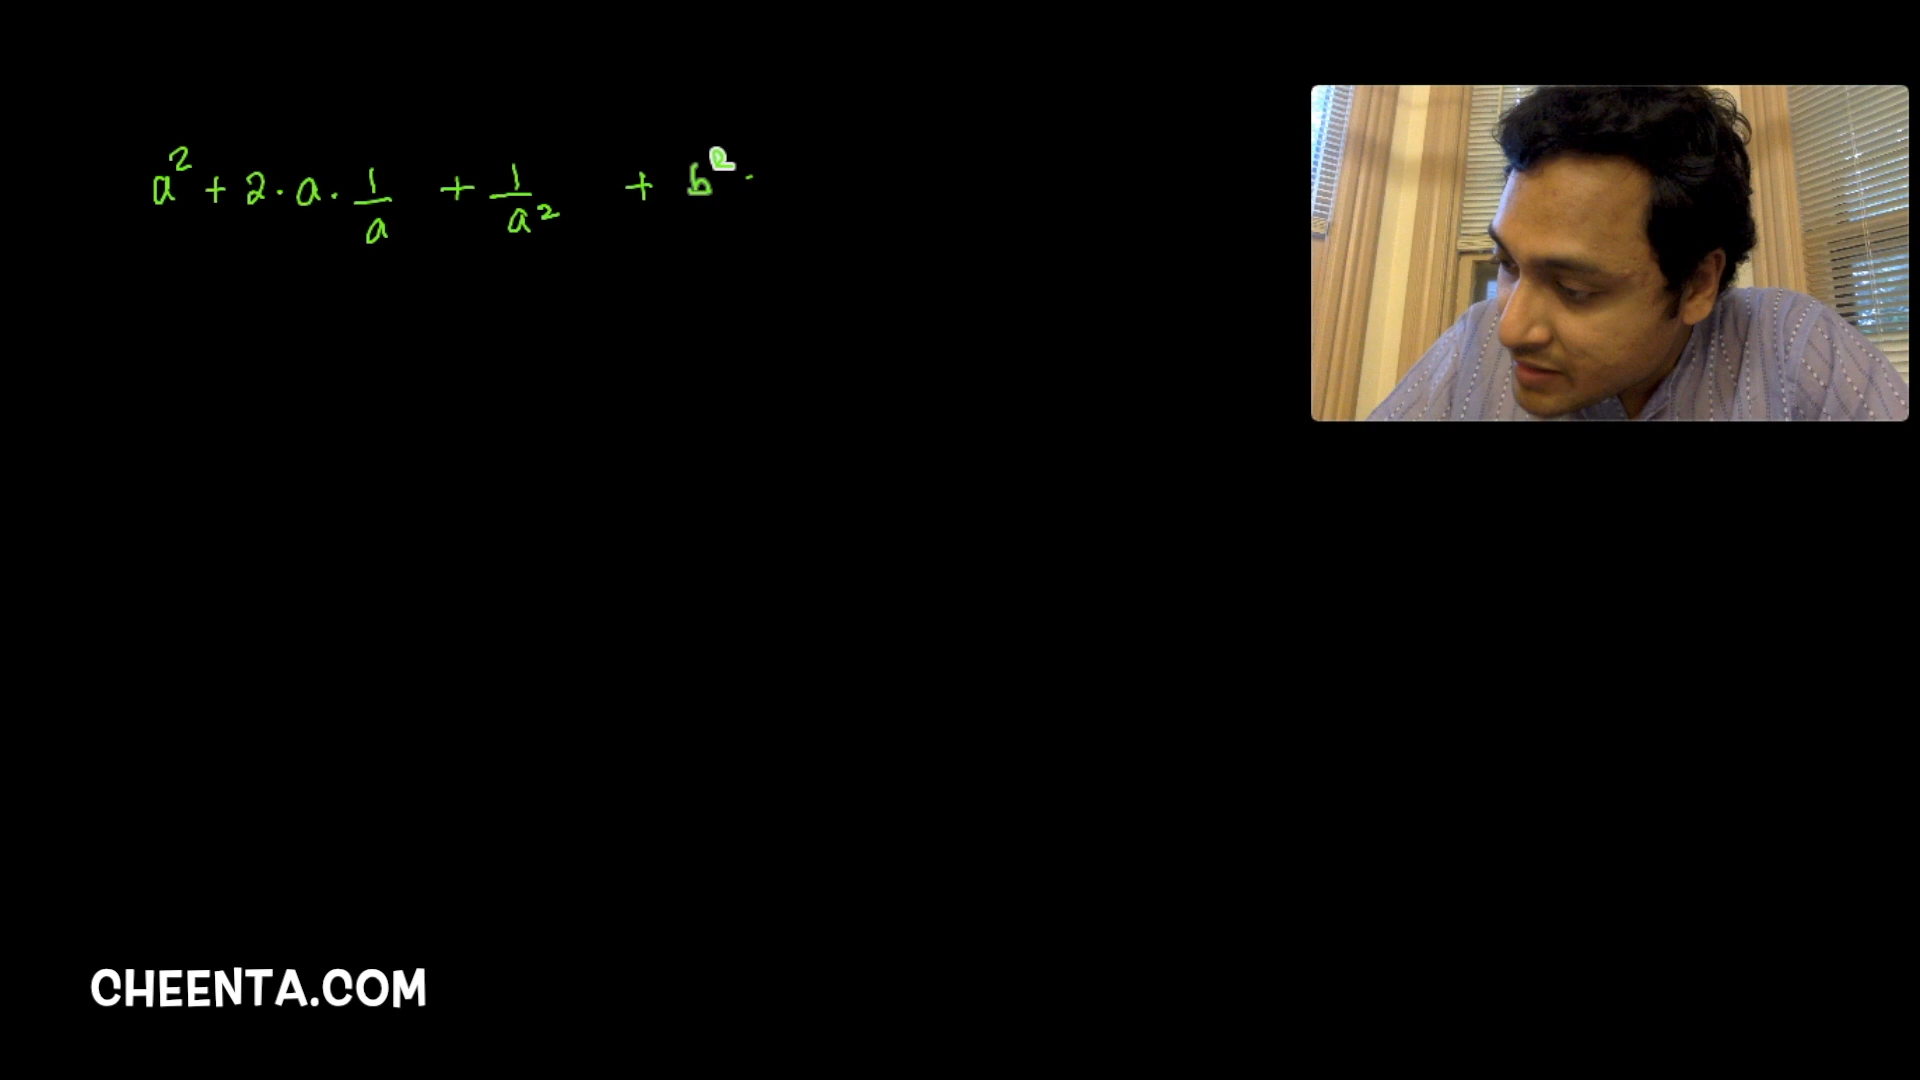 a² + 2 · a · 1/a + 1/a² + b² ·
CHEENTA.COM